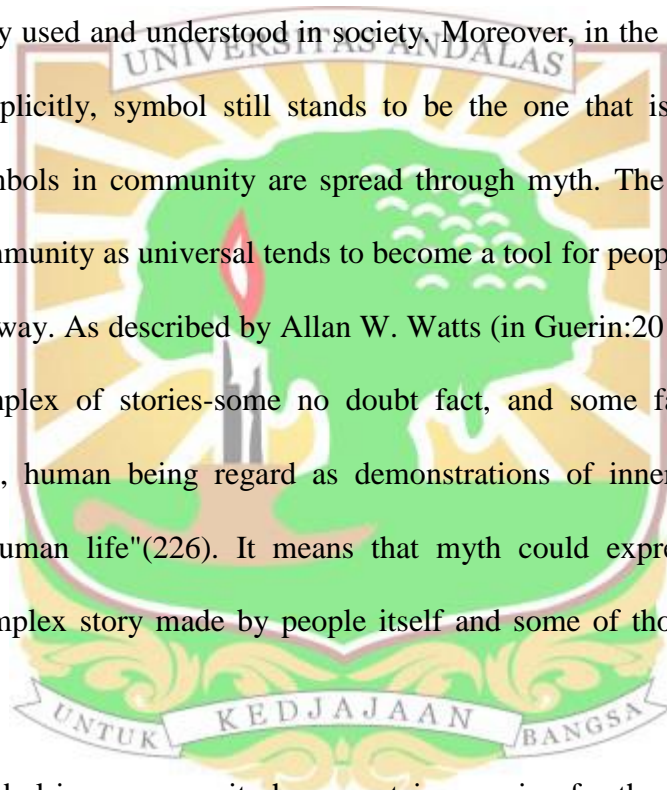 y used and understood in society. Moreover, in the
UNIVERSITAS ANDALAS
plicitly, symbol still stands to be the one that is
nbols in community are spread through myth. The
nmunity as universal tends to become a tool for peop
way. As described by Allan W. Watts (in Guerin:20
nplex of stories-some no doubt fact, and some fa
, human being regard as demonstrations of inner
uman life"(226). It means that myth could expre
mplex story made by people itself and some of tho
UNTUK KEDJAJAAN BANGSA